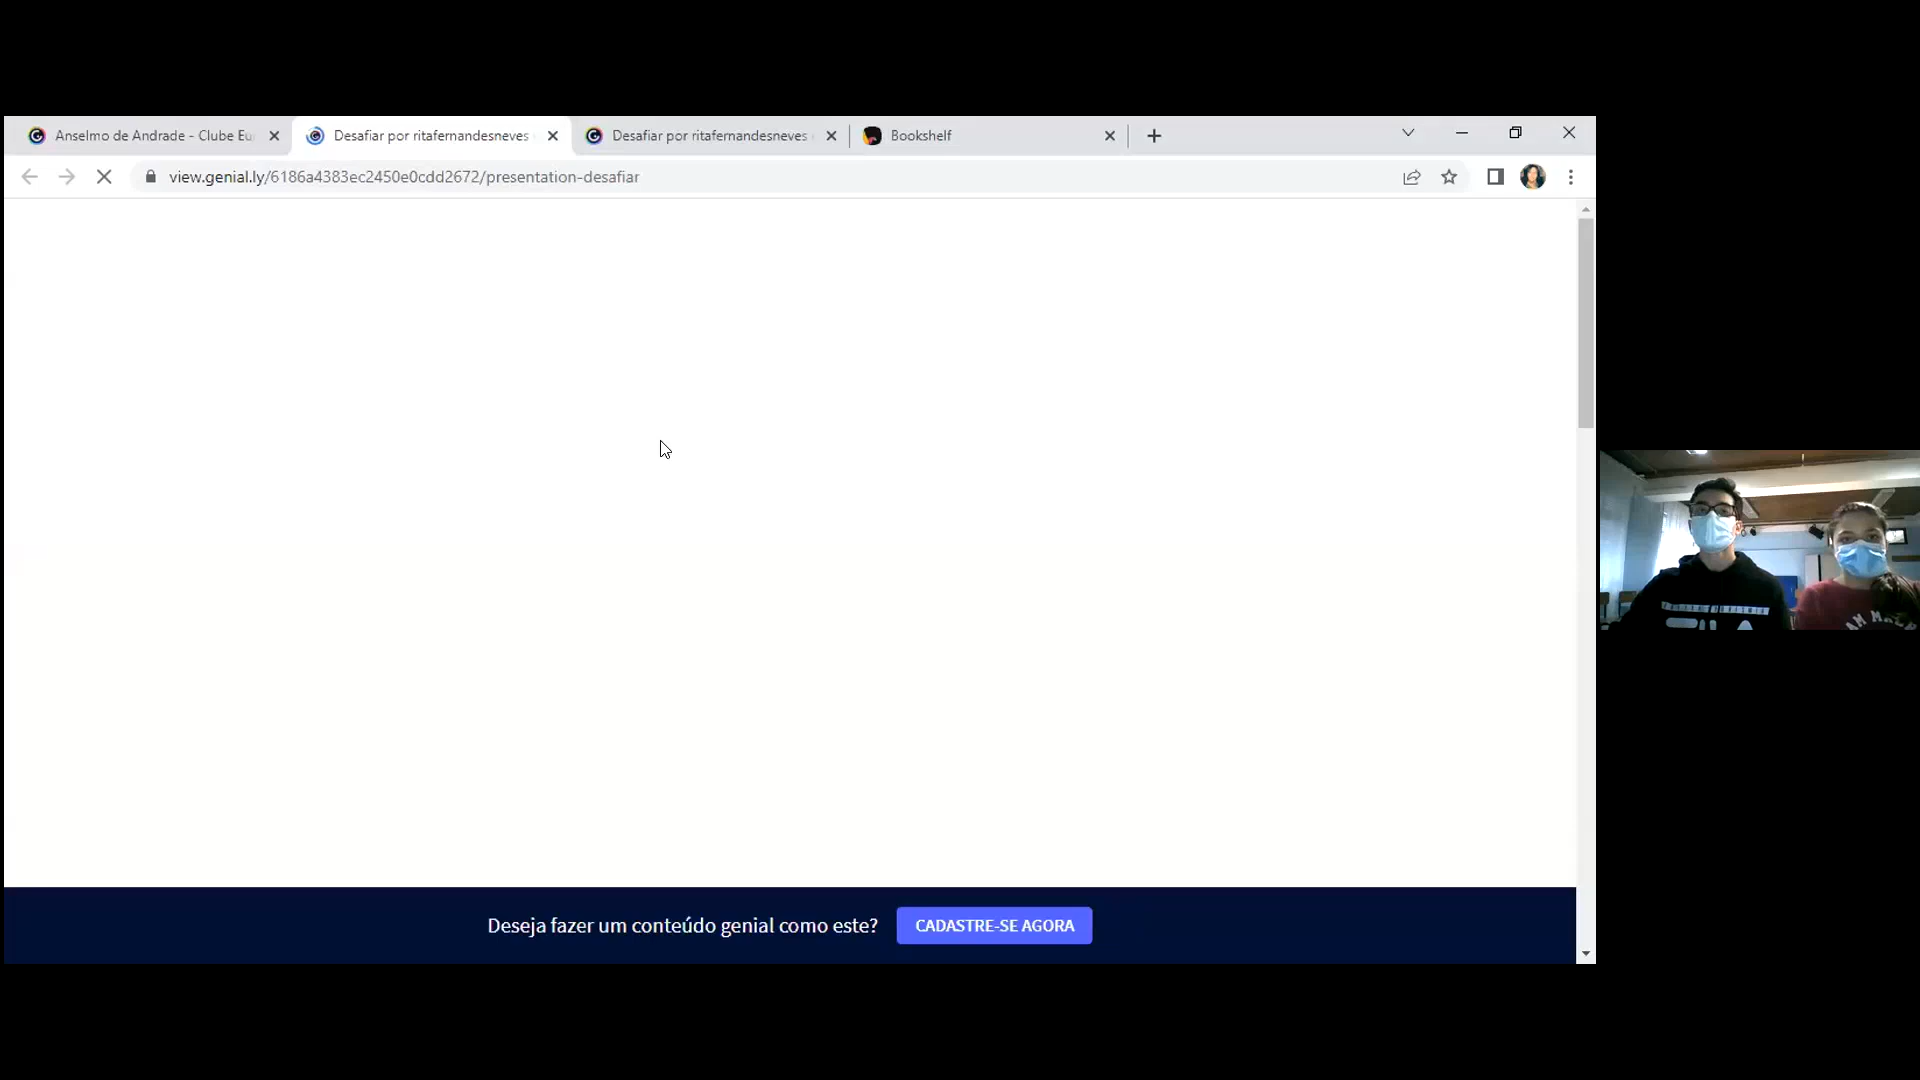 Anselmo de Andrade - Clube Eu
Desafiar por ritafernandesneves
Desafiar por ritafernandesneves
Bookshelf
view.genial.ly/6186a4383ec2450e0cdd2672/presentation-desafiar
Deseja fazer um conteúdo genial como este?
CADASTRE-SE AGORA